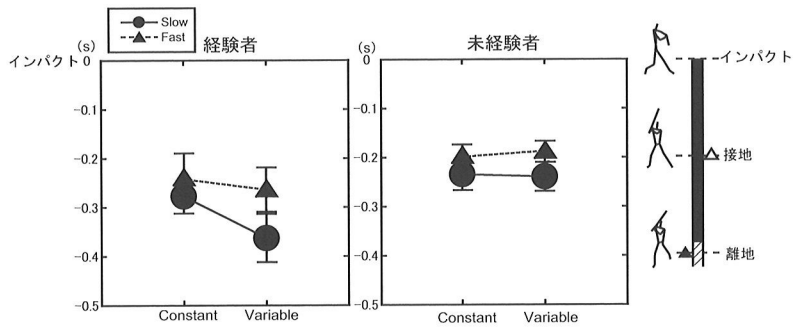 Slow
Fast
経験者
未経験者
(s)
(s)
インパクト
0
−0.1
−0.2
−0.3
−0.4
−0.5
Constant
Variable
0
−0.1
−0.2
−0.3
−0.4
−0.5
Constant
Variable
インパクト
接地
離地